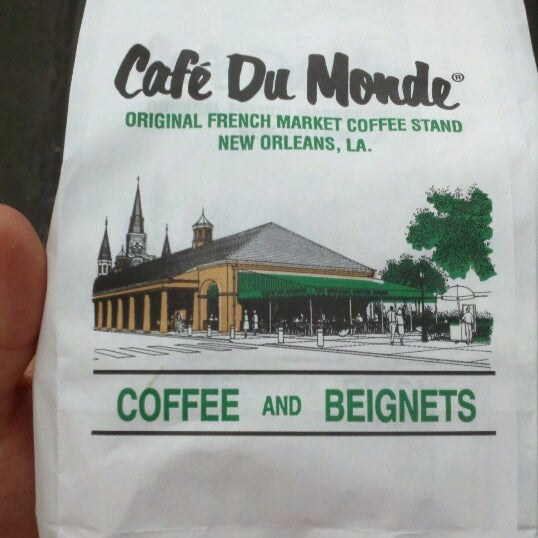 Café Du Monde®
ORIGINAL FRENCH MARKET COFFEE STAND
NEW ORLEANS, LA.
COFFEE AND BEIGNETS